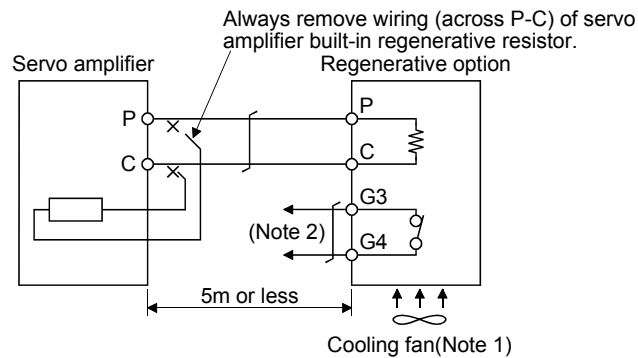 Always remove wiring (across P-C) of servo
amplifier built-in regenerative resistor.
Servo amplifier
Regenerative option
P
P
C
C
G3
(Note 2)
G4
5m or less
Cooling fan(Note 1)